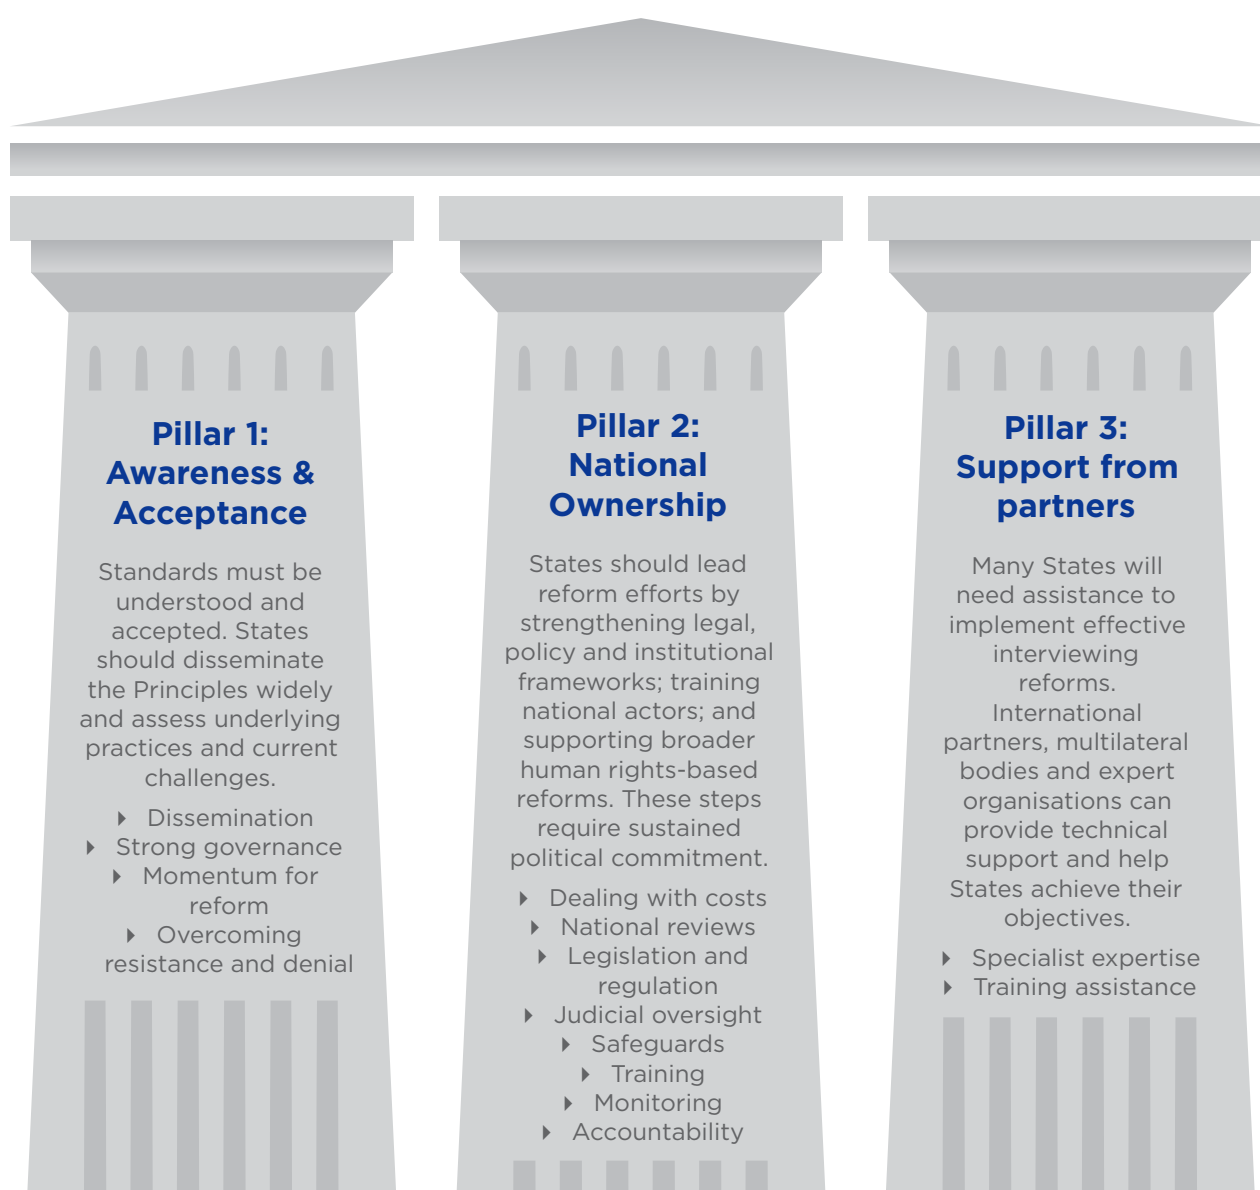 Pillar 1:
Awareness &
Acceptance
Standards must be
understood and
accepted. States
should disseminate
the Principles widely
and assess underlying
practices and current
challenges.
‣ Dissemination
‣ Strong governance
‣ Momentum for
reform
‣ Overcoming
resistance and denial
Pillar 2:
National
Ownership
States should lead
reform efforts by
strengthening legal,
policy and institutional
frameworks; training
national actors; and
supporting broader
human rights-based
reforms. These steps
require sustained
political commitment.
‣ Dealing with costs
‣ National reviews
‣ Legislation and
regulation
‣ Judicial oversight
‣ Safeguards
‣ Training
‣ Monitoring
‣ Accountability
Pillar 3:
Support from
partners
Many States will
need assistance to
implement effective
interviewing
reforms.
International
partners, multilateral
bodies and expert
organisations can
provide technical
support and help
States achieve their
objectives.
‣ Specialist expertise
‣ Training assistance